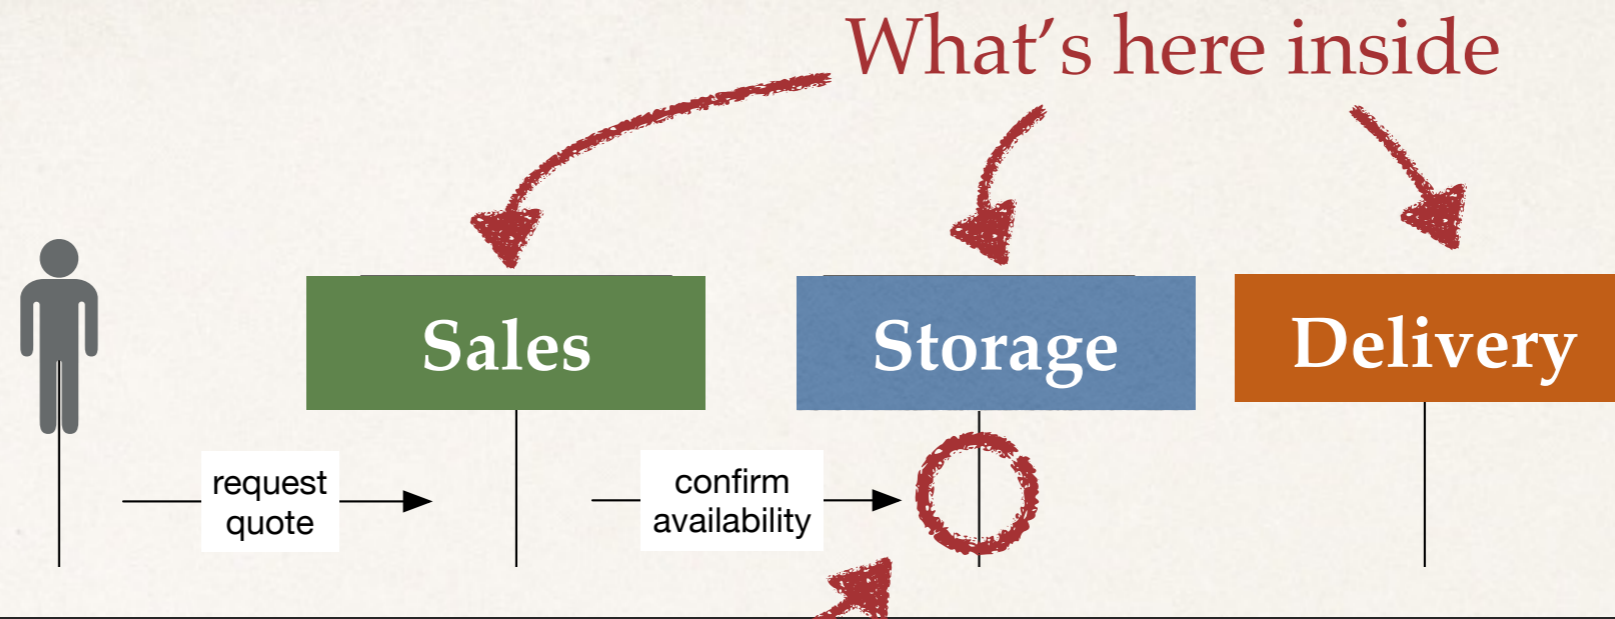 What's here inside
Sales
Storage
Delivery
request
quote
confirm
availability